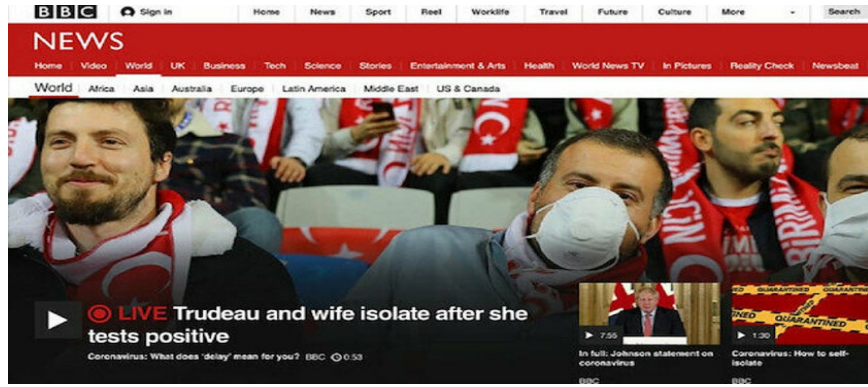 BBC Sign in Home News Sport Reel Worklife Travel Future Culture More Search
NEWS
Home Video World UK Business Tech Science Stories Entertainment & Arts Health World News TV In Pictures Reality Check Newsbeat
World Africa Asia Australia Europe Latin America Middle East US & Canada
LIVE Trudeau and wife isolate after she
tests positive
Coronavirus: What does 'delay' mean for you? BBC 0:53
7:55
In full: Johnson statement on
coronavirus
BBC
QUARANTINED QUARANTINE
QUARANTINED
1:30
Coronavirus: How to self-
isolate
BBC